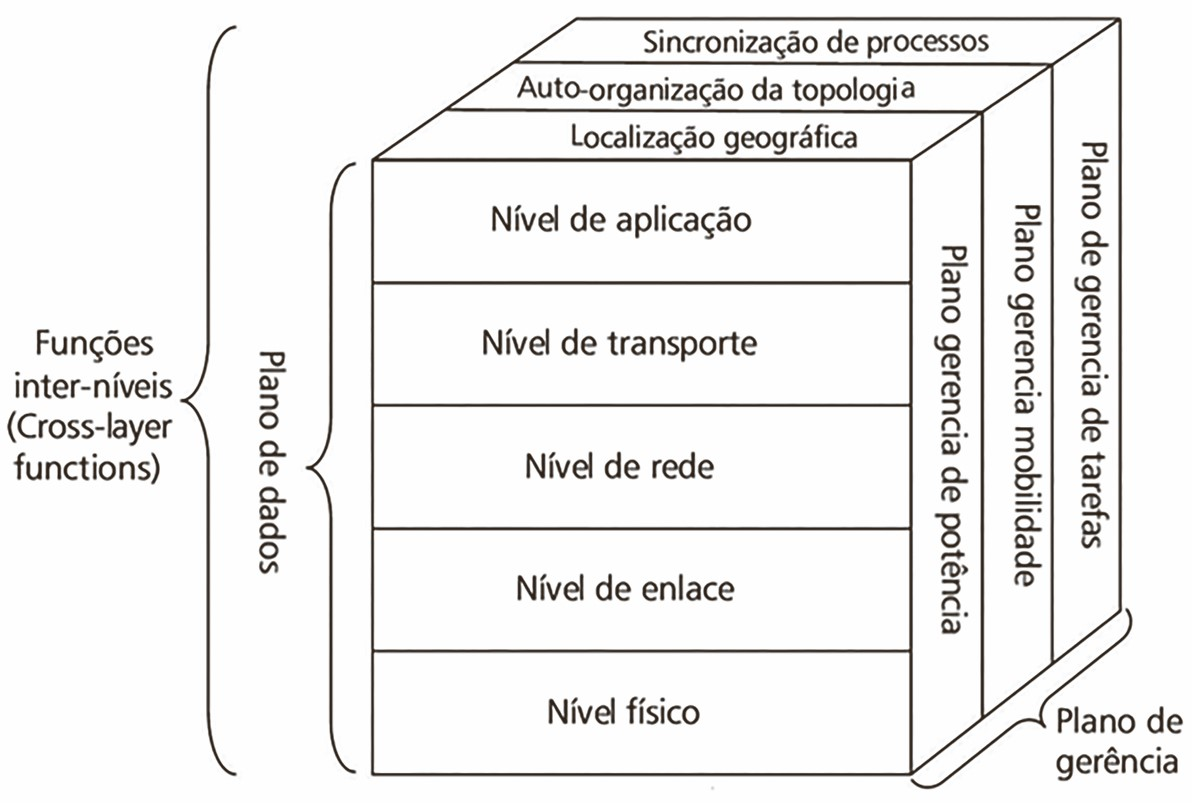 Sincronização de processos
Auto-organização da topologia
Localização geográfica
Nível de aplicação
Nível de transporte
Nível de rede
Nível de enlace
Nível físico
Funções
inter-níveis
(Cross-layer
functions)
Plano de dados
Plano gerencia de potência
Plano gerencia mobilidade
Plano de gerencia de tarefas
Plano de
gerência